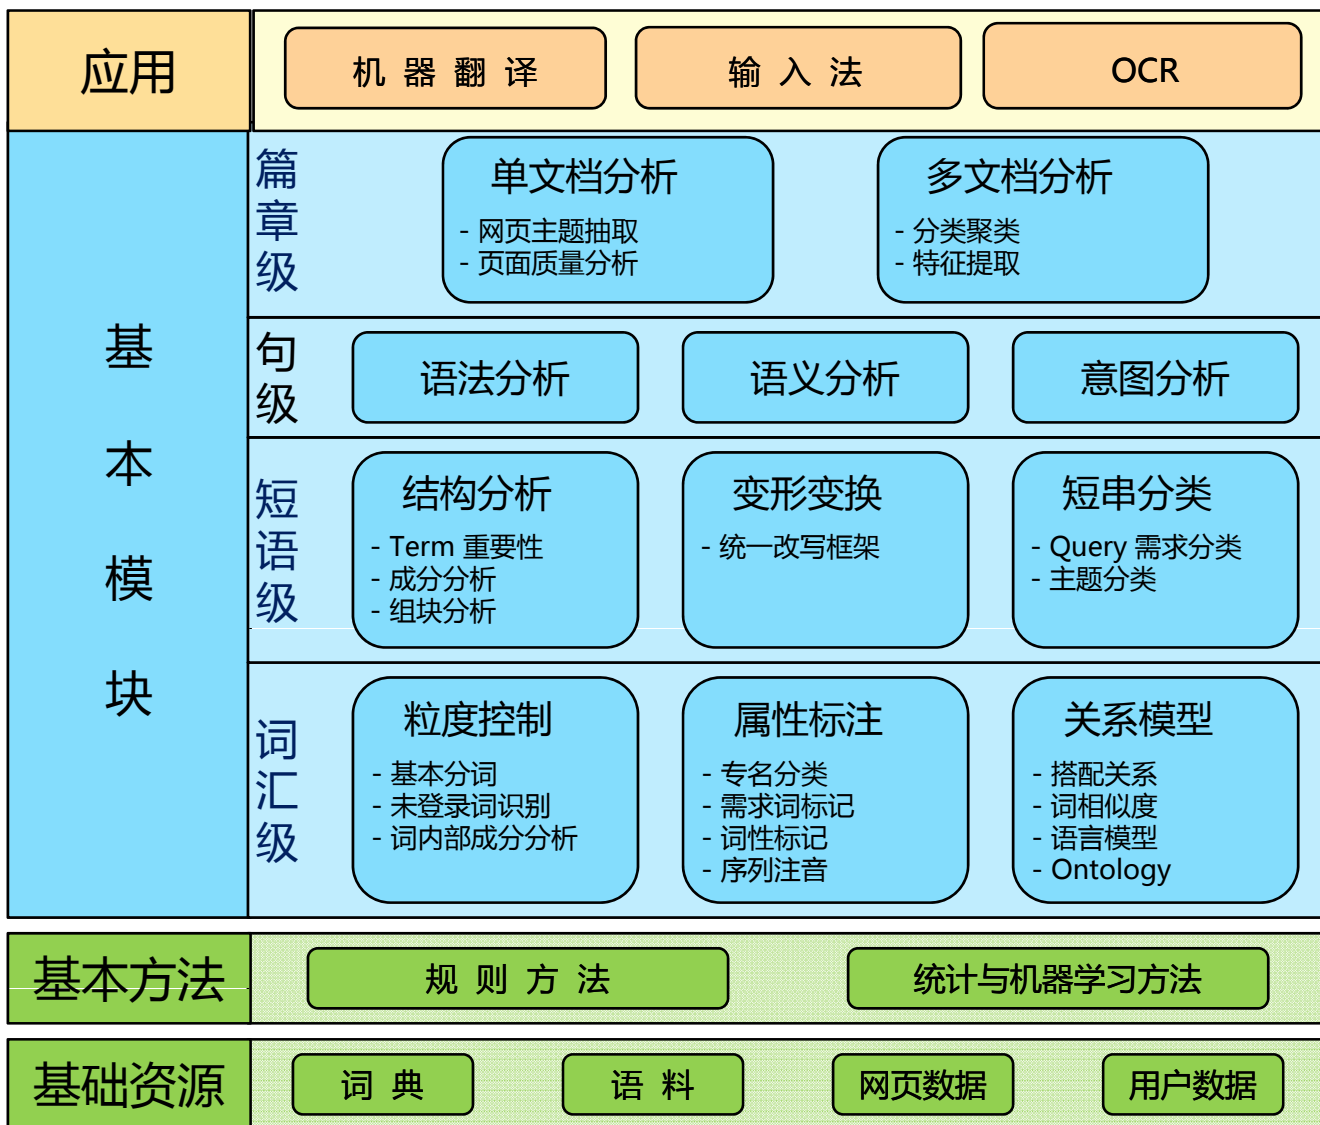 应用
机 器 翻 译
输 入 法
OCR
基
本
模
块
篇
章
级
单文档分析
- 网页主题抽取
- 页面质量分析
多文档分析
- 分类聚类
- 特征提取
句
级
语法分析
语义分析
意图分析
短
语
级
结构分析
- Term 重要性
- 成分分析
- 组块分析
变形变换
- 统一改写框架
短串分类
- Query 需求分类
- 主题分类
词
汇
级
粒度控制
- 基本分词
- 未登录词识别
- 词内部成分分析
属性标注
- 专名分类
- 需求词标记
- 词性标记
- 序列注音
关系模型
- 搭配关系
- 词相似度
- 语言模型
- Ontology
基本方法
规 则 方 法
统计与机器学习方法
基础资源
词 典
语 料
网页数据
用户数据